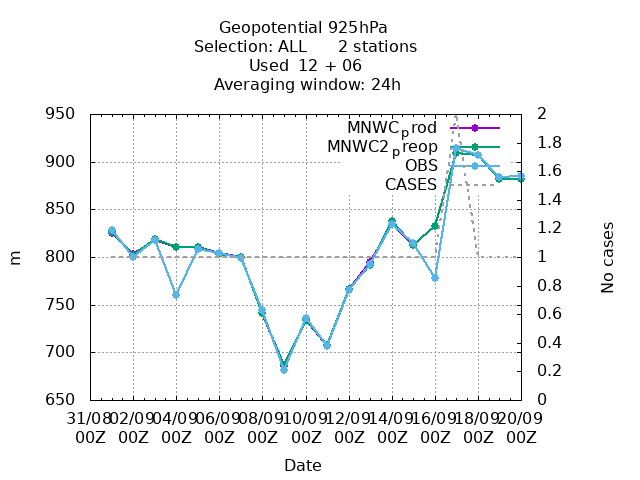 Geopotential 925hPa
Selection: ALL      2 stations
Used  12 + 06
Averaging window: 24h
MNWC_prod
MNWC2_preop
OBS
CASES
950
900
850
800
750
700
650
m
2
1.8
1.6
1.4
1.2
1
0.8
0.6
0.4
0.2
0
No cases
31/08 02/09 04/09 06/09 08/09 10/09 12/09 14/09 16/09 18/09 20/09
00Z 00Z 00Z 00Z 00Z 00Z 00Z 00Z 00Z 00Z 00Z
Date